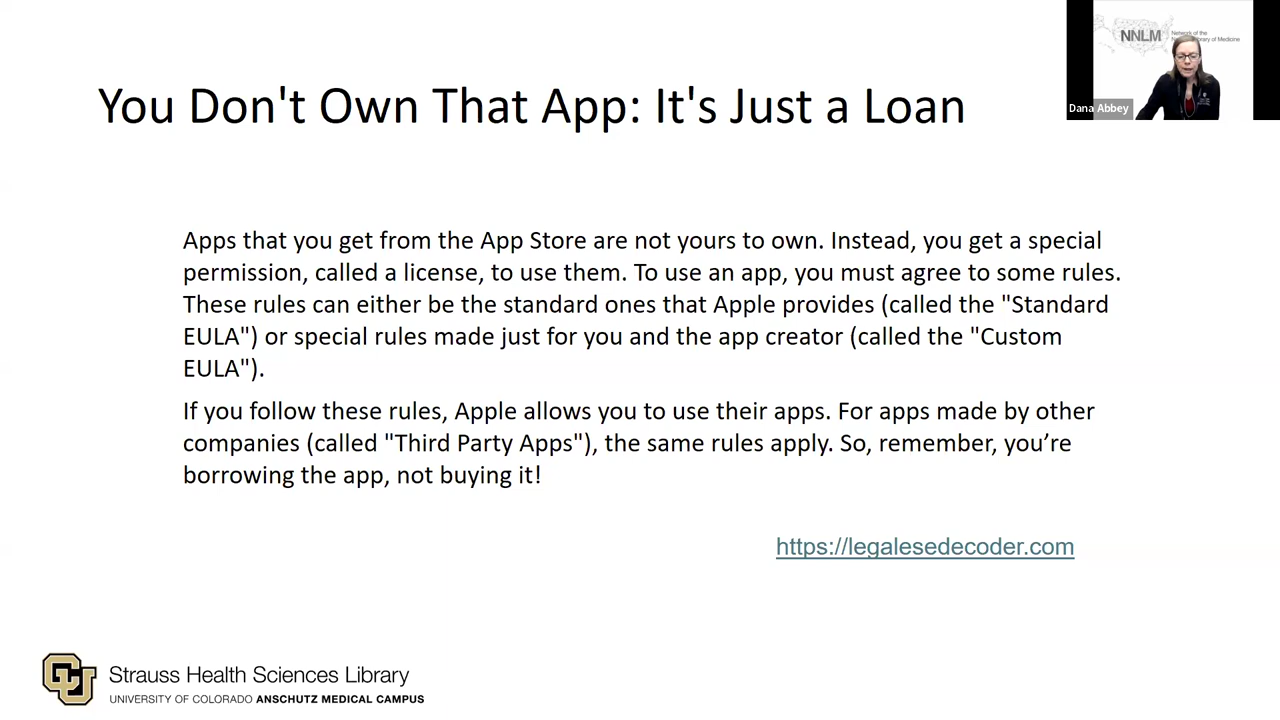 You Don't Own That App: It's Just a Loan
NNLM
Network of the
Dana Abbey
Apps that you get from the App Store are not yours to own. Instead, you get a special
permission, called a license, to use them. To use an app, you must agree to some rules.
These rules can either be the standard ones that Apple provides (called the "Standard
EULA") or special rules made just for you and the app creator (called the "Custom
EULA").
If you follow these rules, Apple allows you to use their apps. For apps made by other
companies (called "Third Party Apps"), the same rules apply. So, remember, you’re
borrowing the app, not buying it!
https://legalesedecoder.com
CU
Strauss Health Sciences Library
UNIVERSITY OF COLORADO ANSCHUTZ MEDICAL CAMPUS